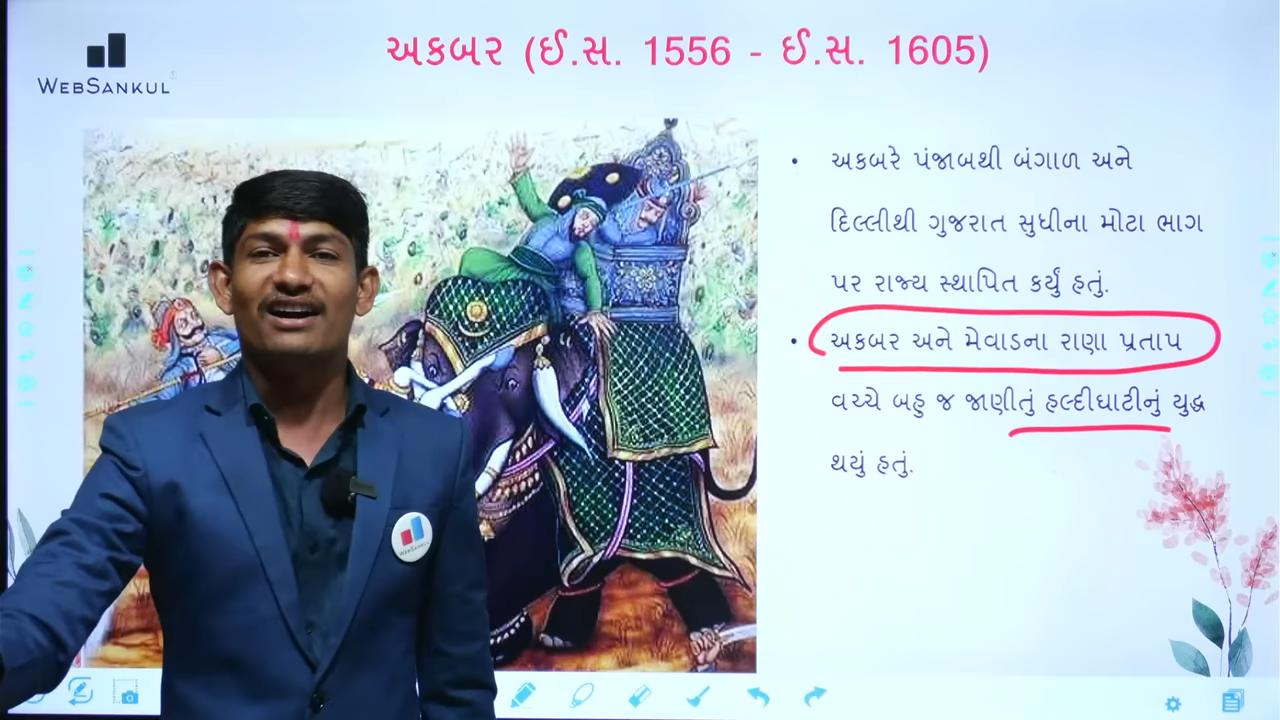 WEBSANKUL
અકબર (ઈ.સ. 1556 - ઈ.સ. 1605)
• અકબરે પંજાબથી બંગાળ અને
દિલ્લીથી ગુજરાત સુધીના મોટા ભાગ
પર રાજ્ય સ્થાપિત કર્યું હતું.
• અકબર અને મેવાડના રાણા પ્રતાપ
વચ્ચે બહુ જ જાણીતું હલ્દીઘાટીનું યુદ્ધ
થયું હતું.
WEBSANKUL